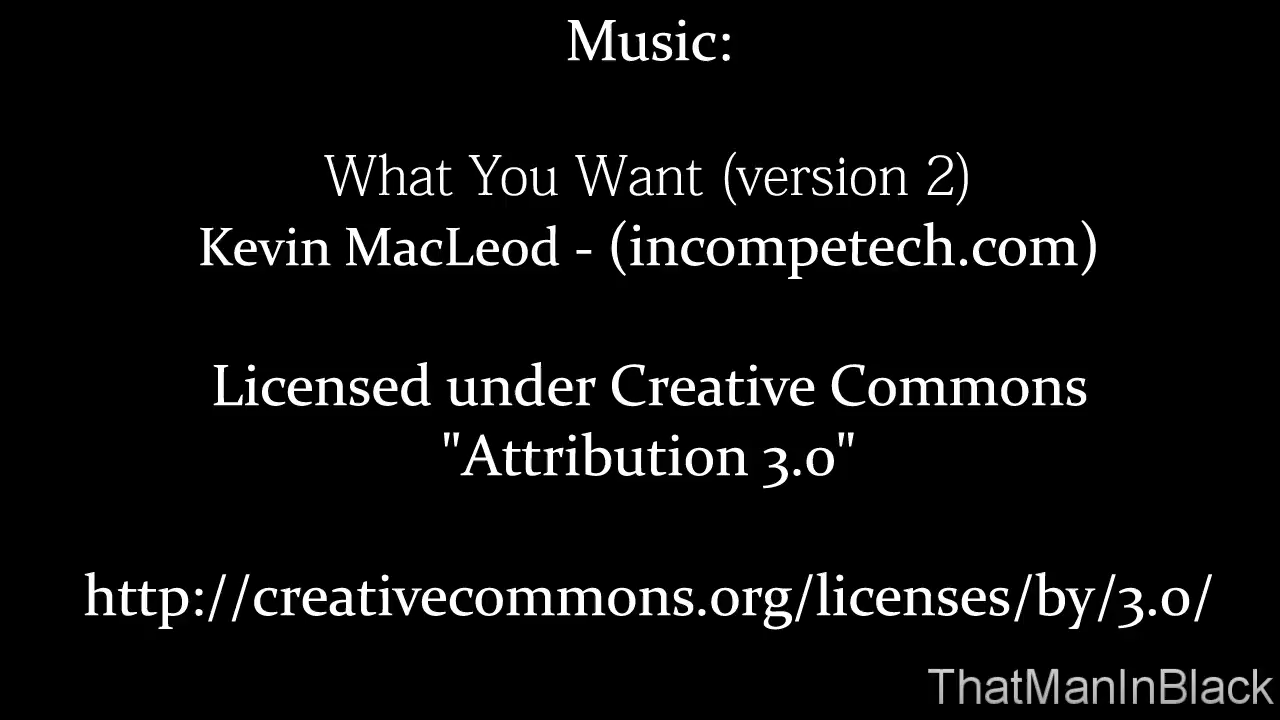 Music:
What You Want (version 2)
Kevin MacLeod - (incompetech.com)
Licensed under Creative Commons
"Attribution 3.0"
http://creativecommons.org/licenses/by/3.0/
ThatManInBlack